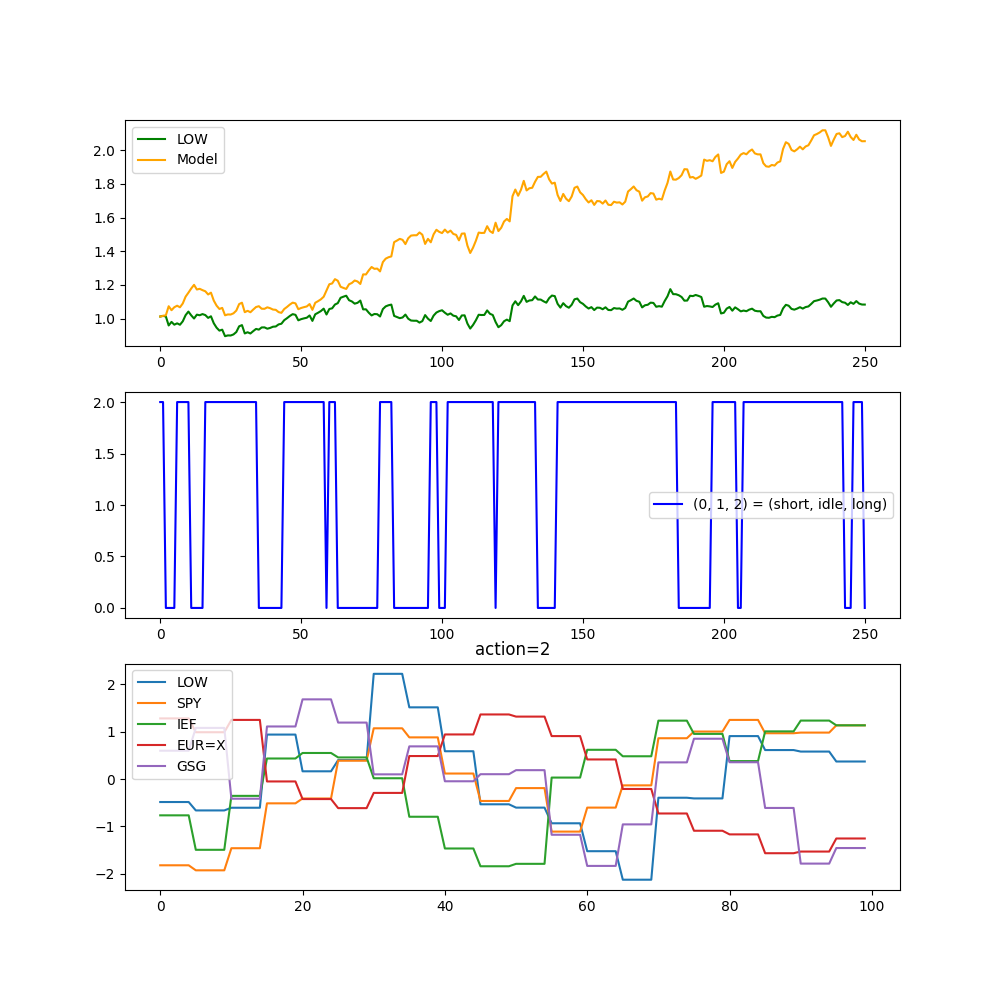 LOW
Model
2.0
1.8
1.6
1.4
1.2
1.0
0 50 100 150 200 250
2.0
1.5
1.0
0.5
0.0
(0, 1, 2) = (short, idle, long)
0 50 100 150 200 250
action=2
LOW
SPY
IEF
EUR=X
GSG
2
1
0
−1
−2
0 20 40 60 80 100